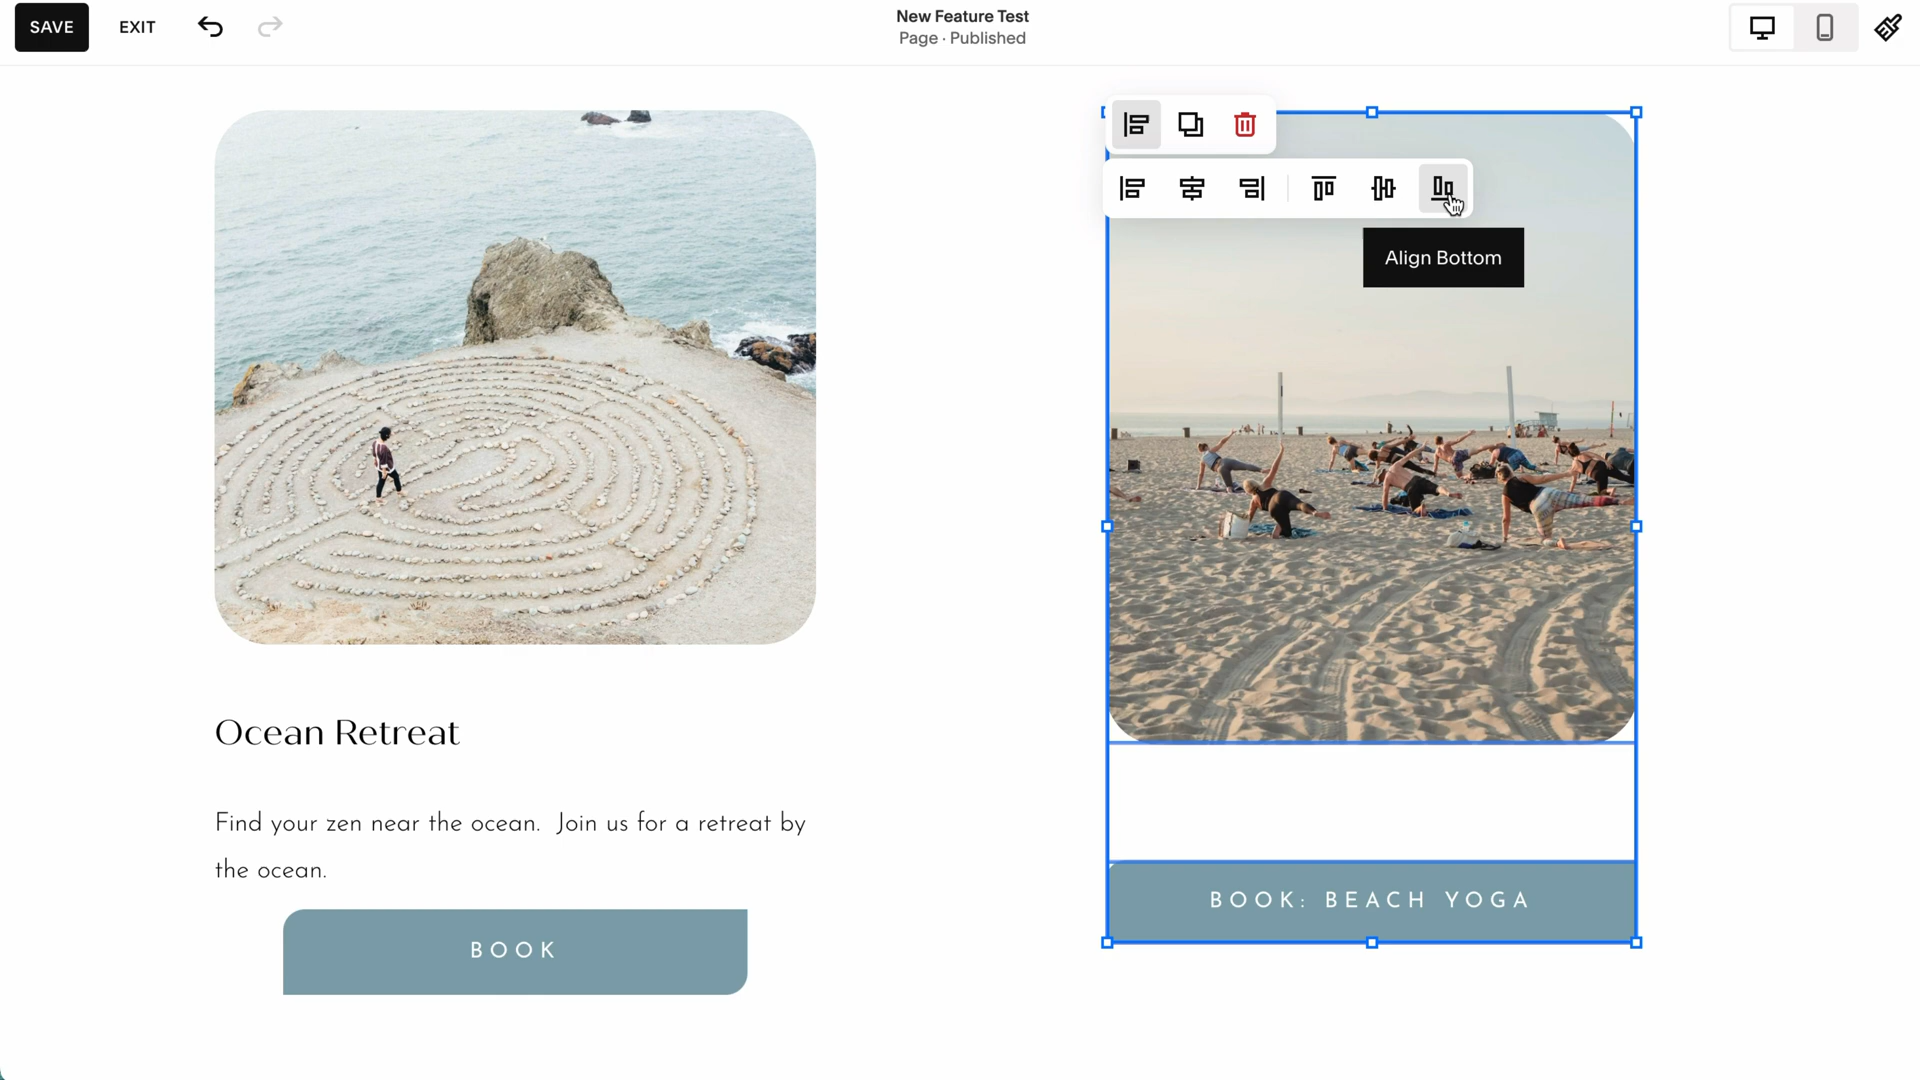 SAVE
EXIT
New Feature Test
Page · Published
Align Bottom
Ocean Retreat
Find your zen near the ocean.  Join us for a retreat by
the ocean.
BOOK: BEACH YOGA
BOOK